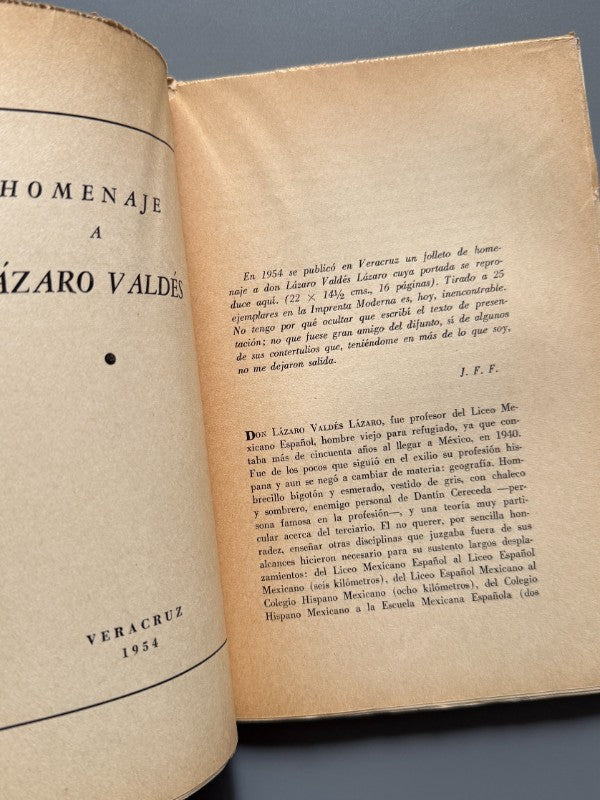 HOMENAJE
A
ÁZARO VALDÉS
VERACRUZ
1954
En 1954 se publicó en Veracruz un folleto de home-
naje a don Lázaro Valdés Lázaro cuya portada se repro-
duce aquí. (22 × 14½ cms., 16 páginas). Tirado a 25
ejemplares en la Imprenta Moderna es, hoy, inencontrable.
No tengo por qué ocultar que escribí el texto de presen-
tación; no que fuese gran amigo del difunto, sí de algunos
de sus contertulios que, teniéndome en más de lo que soy,
no me dejaron salida.
J. F. F.
DON LÁZARO VALDÉS LÁZARO, fue profesor del Liceo Me-
xicano Español, hombre viejo para refugiado, ya que con-
taba más de cincuenta años al llegar a México, en 1940.
Fue de los pocos que siguió en el exilio su profesión his-
pana y aun se negó a cambiar de materia: geografía. Hom-
brecillo bigotón y esmerado, vestido de gris, con chaleco
y sombrero, enemigo personal de Dantín Cereceda —per-
sona famosa en la profesión—, y una teoría muy parti-
cular acerca del terciario. El no querer, por sencilla hon-
radez, enseñar otras disciplinas que juzgaba fuera de sus
alcances hicieron necesario para su sustento largos despla-
zamientos: del Liceo Mexicano Español al Liceo Español
Mexicano (seis kilómetros), del Liceo Español Mexicano al
Colegio Hispano Mexicano (ocho kilómetros), del Colegio
Hispano Mexicano a la Escuela Mexicana Española (dos